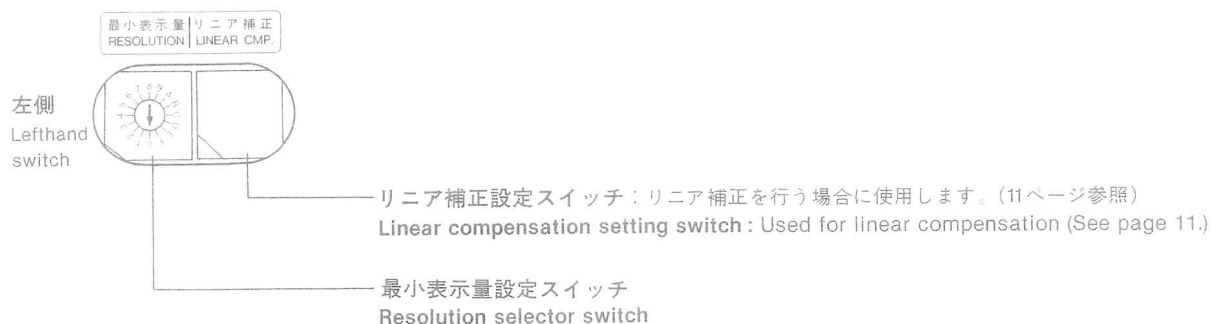 最小表示量 リニア補正
RESOLUTION LINEAR CMP.
左側
Lefthand
switch
リニア補正設定スイッチ：リニア補正を行う場合に使用します。(11ページ参照)
Linear compensation setting switch : Used for linear compensation (See page 11.)
最小表示量設定スイッチ
Resolution selector switch